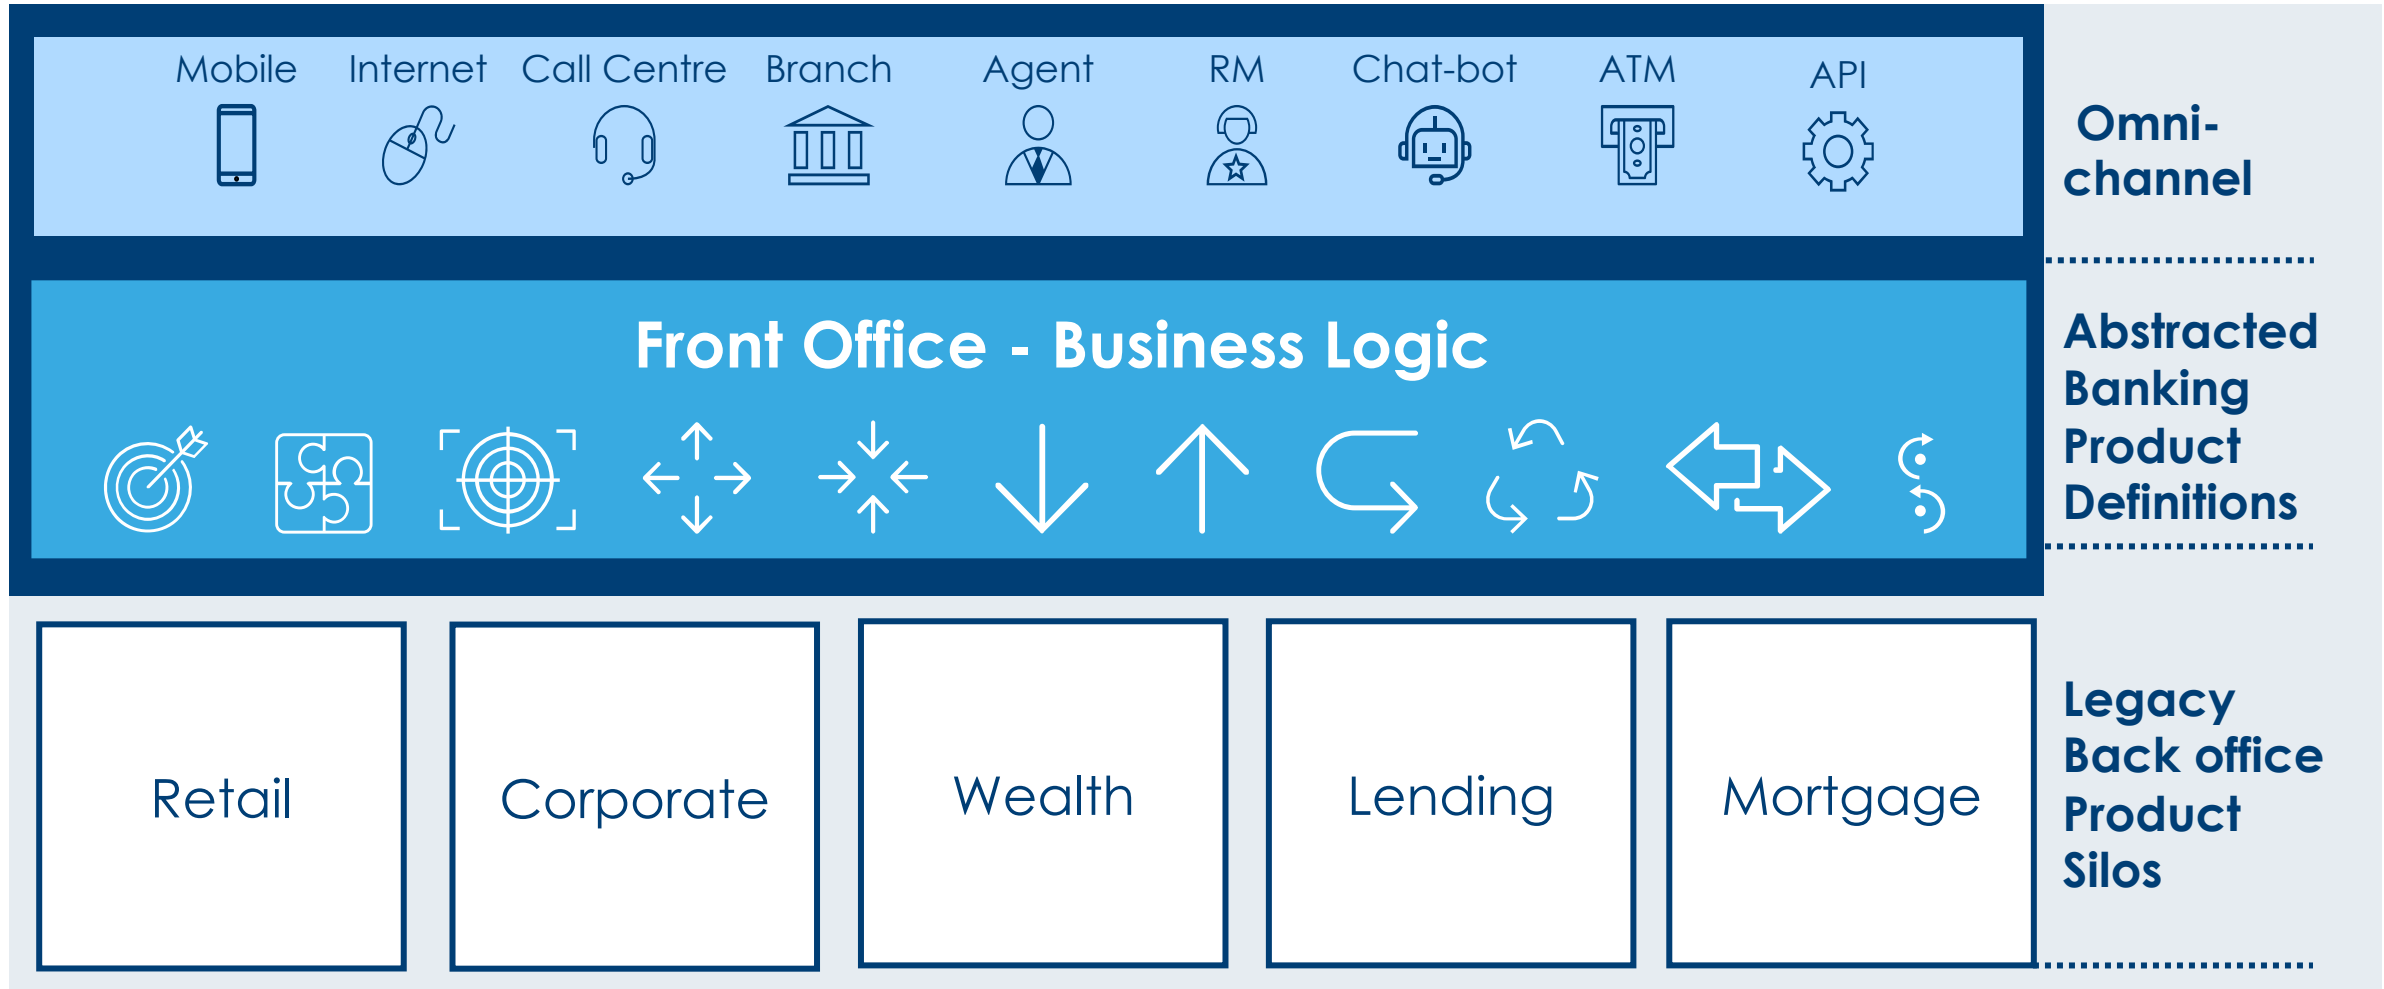 Mobile Internet Call Centre Branch Agent RM Chat-bot ATM API
Omni-
channel
Front Office - Business Logic
Abstracted
Banking
Product
Definitions
Retail Corporate Wealth Lending Mortgage
Legacy
Back office
Product
Silos